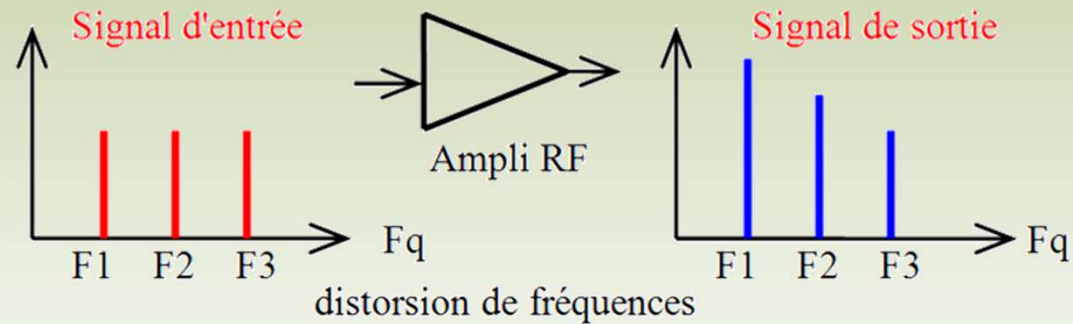 Signal d'entrée
Signal de sortie
Ampli RF
F1 F2 F3
Fq
F1 F2 F3
Fq
distorsion de fréquences